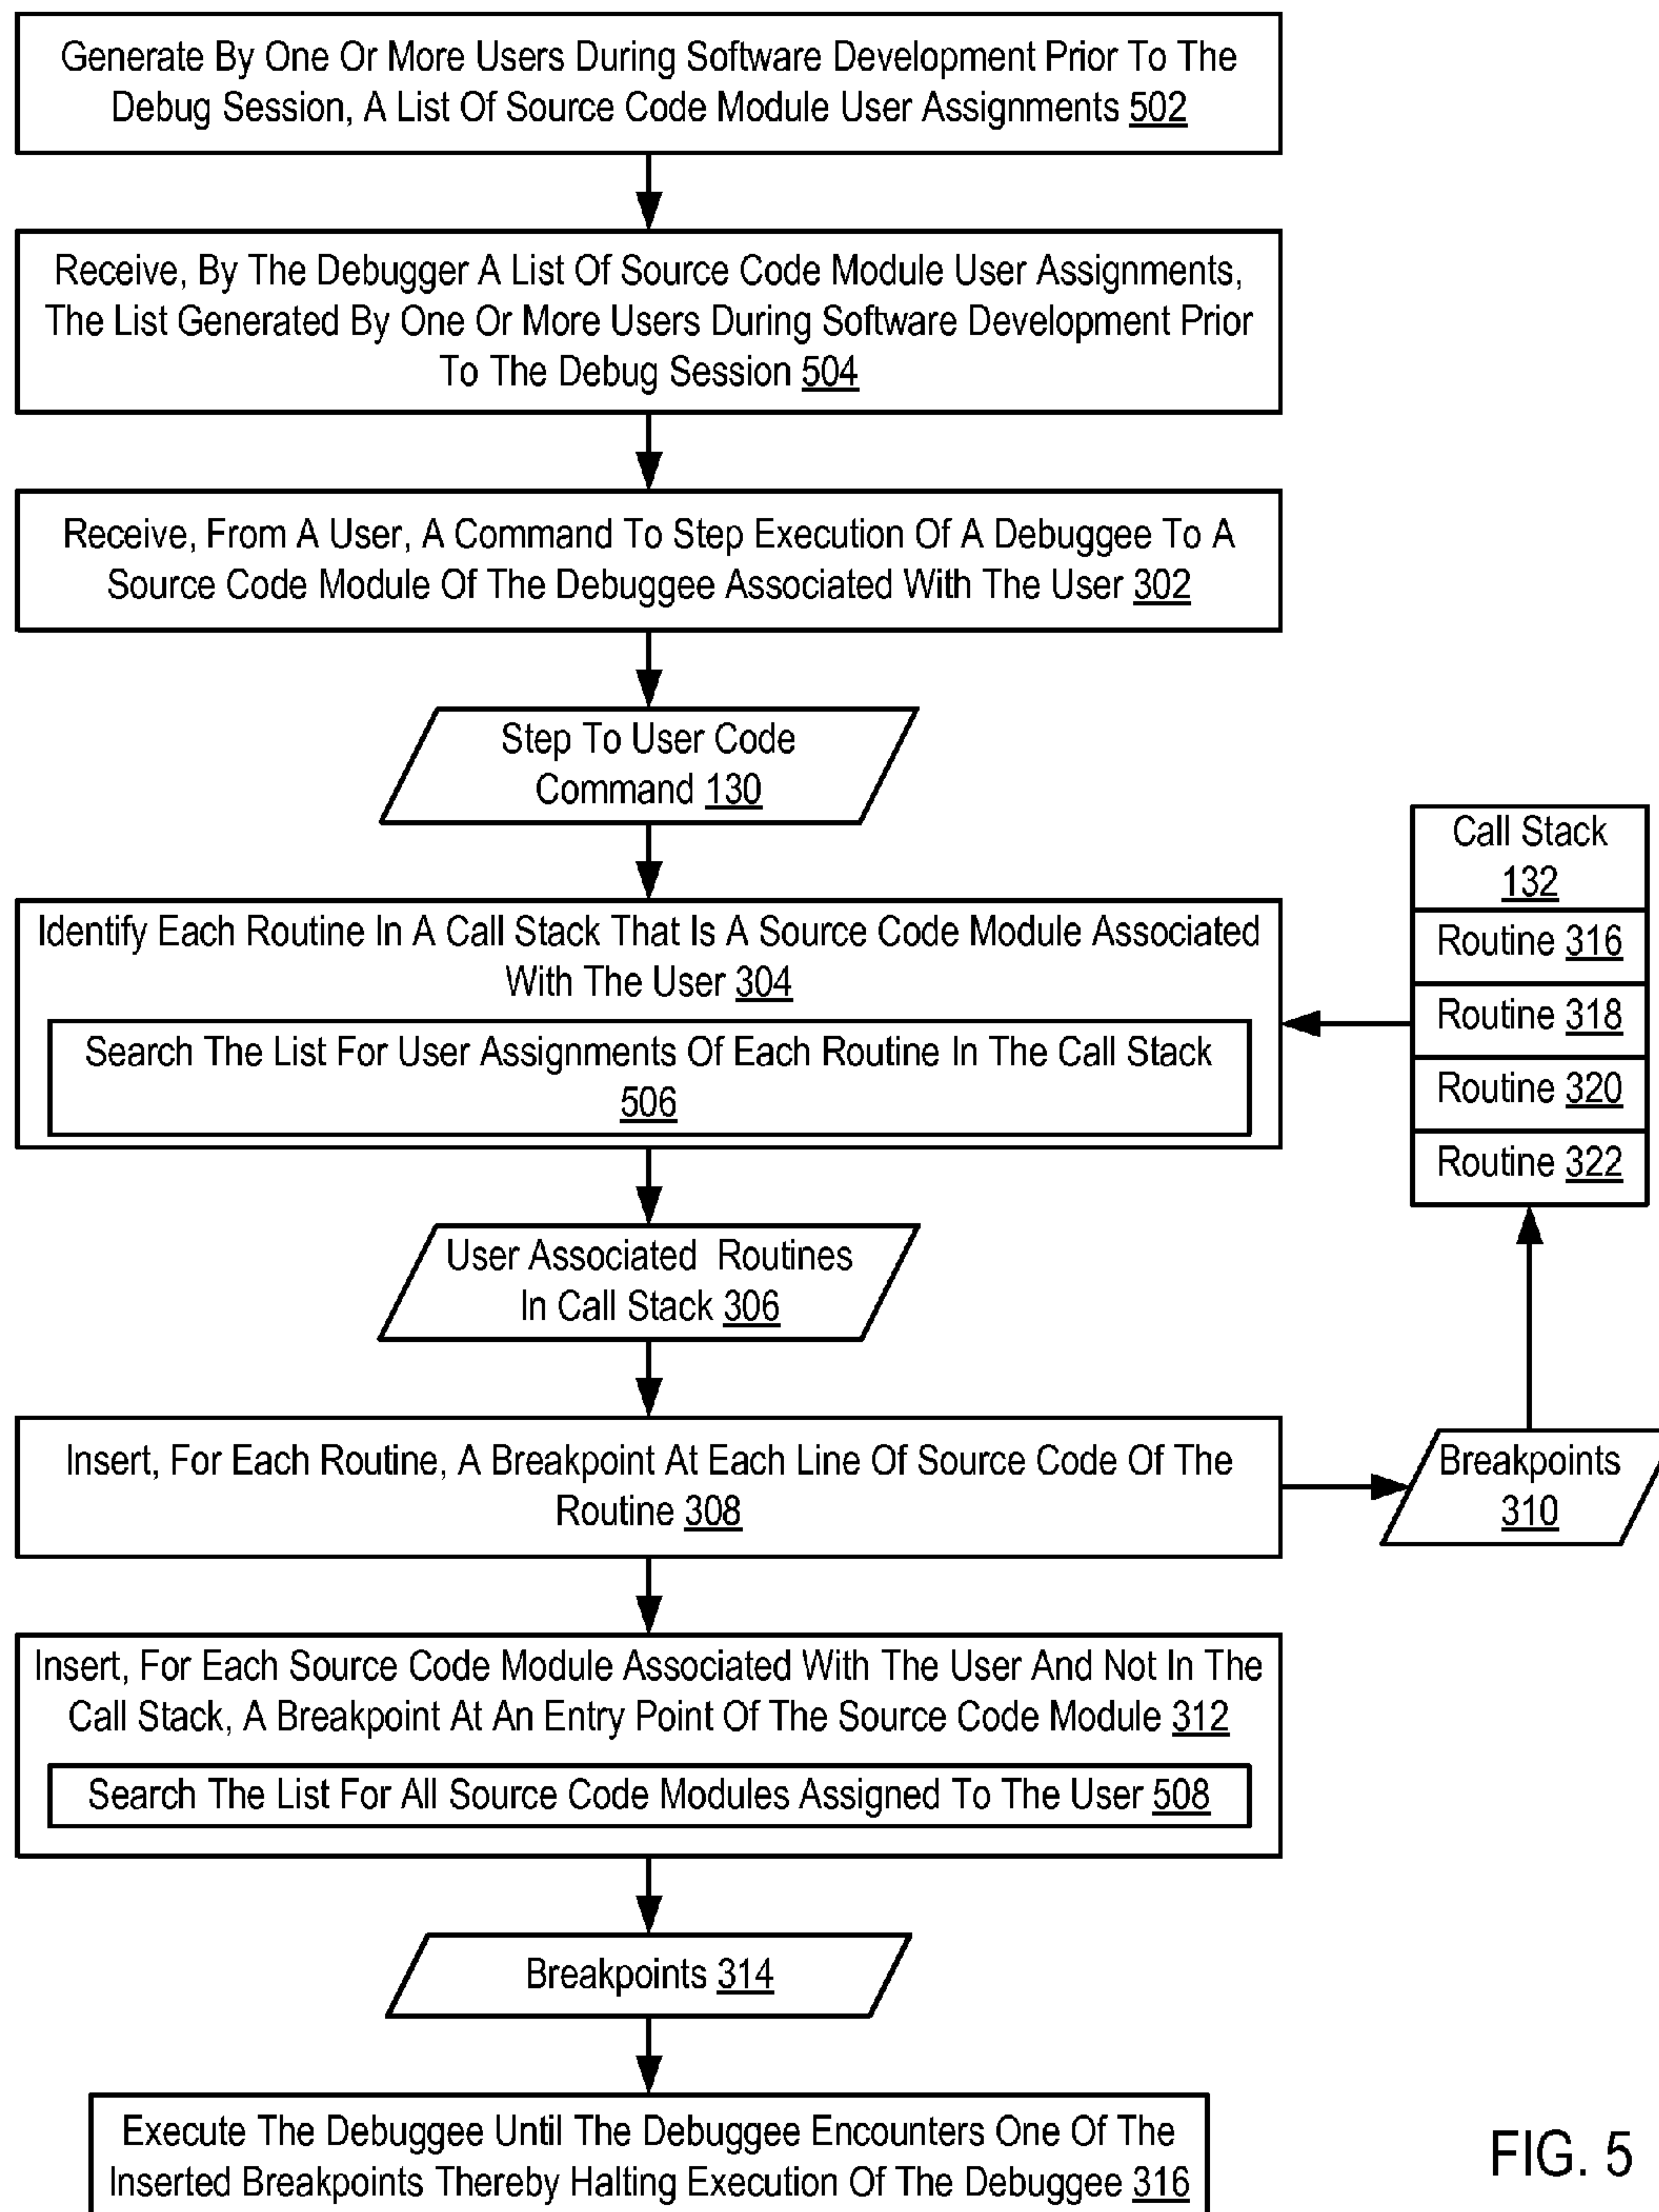 Generate By One Or More Users During Software Development Prior To The
Debug Session, A List Of Source Code Module User Assignments 502
Receive, By The Debugger A List Of Source Code Module User Assignments,
The List Generated By One Or More Users During Software Development Prior
To The Debug Session 504
Receive, From A User, A Command To Step Execution Of A Debuggee To A
Source Code Module Of The Debuggee Associated With The User 302
Step To User Code
Command 130
Call Stack
132
Routine 316
Routine 318
Routine 320
Routine 322
Identify Each Routine In A Call Stack That Is A Source Code Module Associated
With The User 304
Search The List For User Assignments Of Each Routine In The Call Stack
506
User Associated Routines
In Call Stack 306
Insert, For Each Routine, A Breakpoint At Each Line Of Source Code Of The
Routine 308
Breakpoints
310
Insert, For Each Source Code Module Associated With The User And Not In The
Call Stack, A Breakpoint At An Entry Point Of The Source Code Module 312
Search The List For All Source Code Modules Assigned To The User 508
Breakpoints 314
Execute The Debuggee Until The Debuggee Encounters One Of The
Inserted Breakpoints Thereby Halting Execution Of The Debuggee 316
FIG. 5